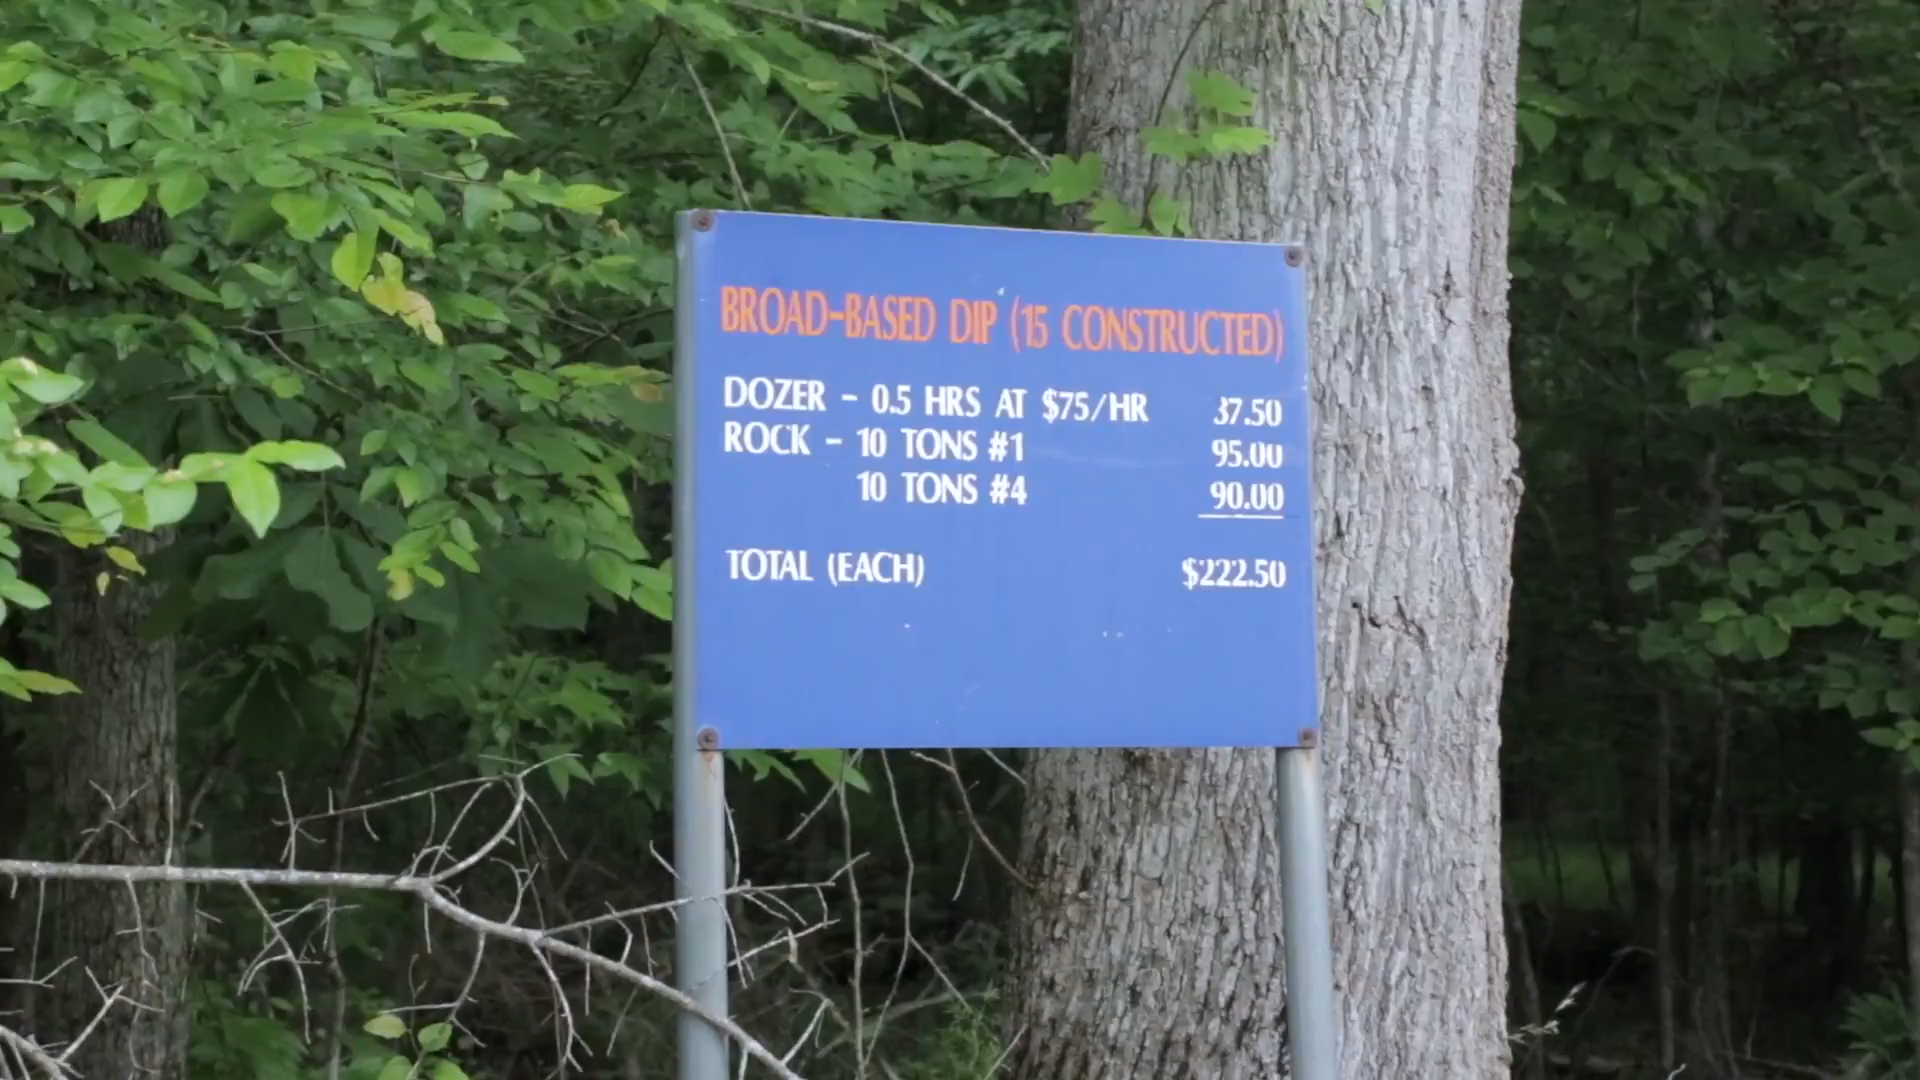 BROAD-BASED DIP (15 CONSTRUCTED)
DOZER - 0.5 HRS AT $75/HR 37.50
ROCK - 10 TONS #1 95.00
10 TONS #4 90.00
TOTAL (EACH) $222.50